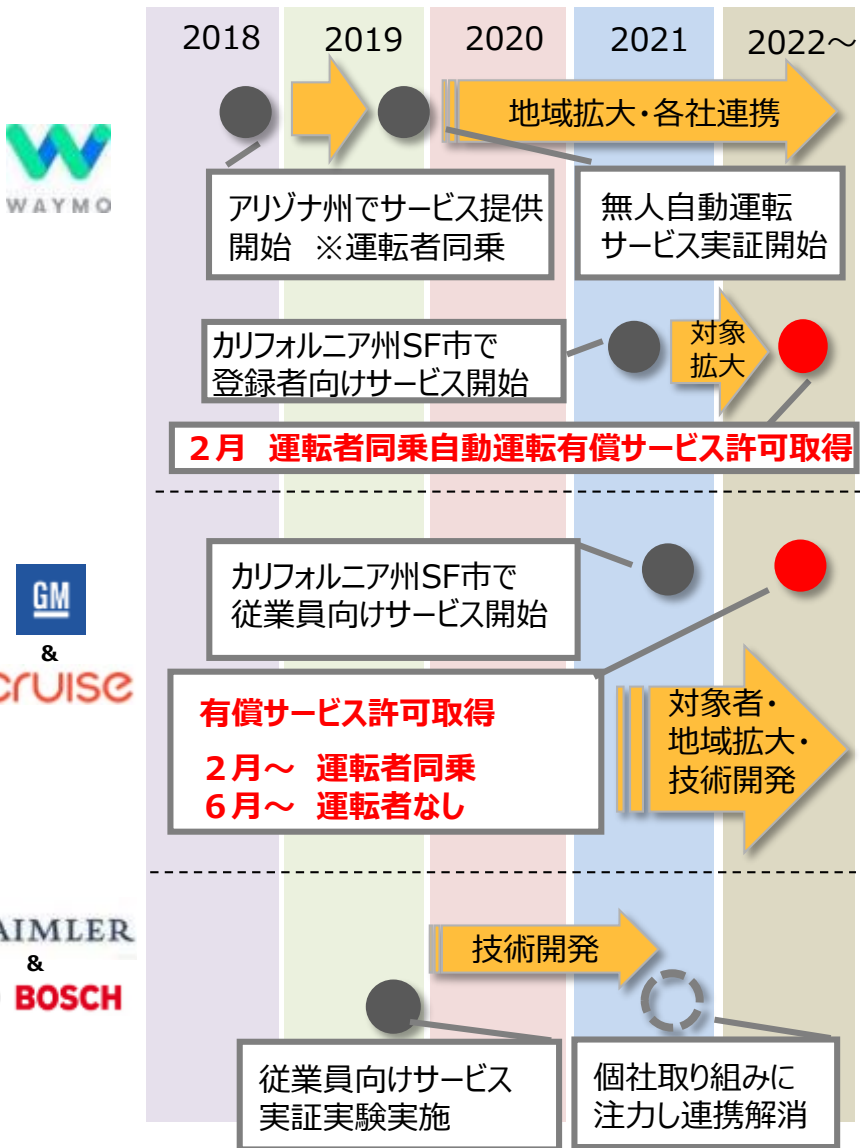 2018
2019
2020
2021
2022～
WAYMO
地域拡大・各社連携
アリゾナ州でサービス提供
開始　※運転者同乗
無人自動運転
サービス実証開始
カリフォルニア州SF市で
登録者向けサービス開始
対象
拡大
２月　運転者同乗自動運転有償サービス許可取得
GM
&
cruise
カリフォルニア州SF市で
従業員向けサービス開始
有償サービス許可取得
２月～　運転者同乗
６月～　運転者なし
対象者・
地域拡大・
技術開発
AIMLER
&
BOSCH
技術開発
従業員向けサービス
実証実験実施
個社取り組みに
注力し連携解消